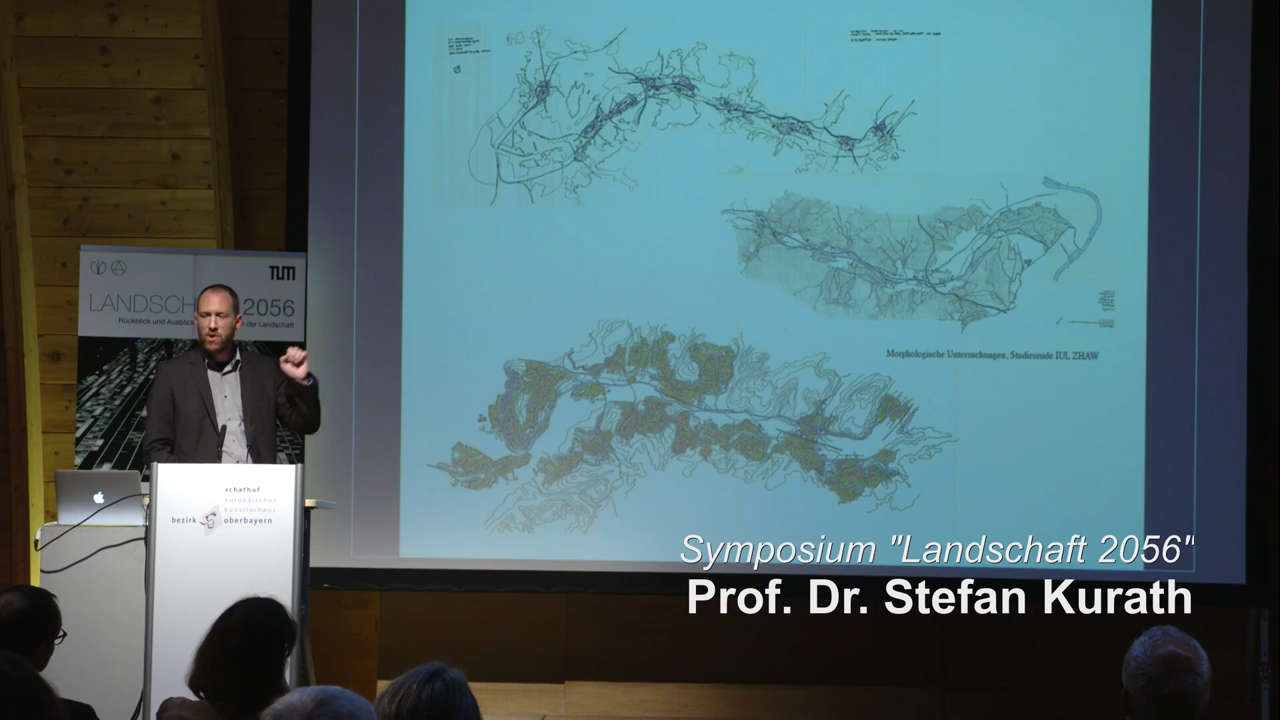 TUM
LANDSCH 2056
Rückblick und Ausblick der Landschaft
Morphologische Untersuchungen, Studierende IUL ZHAW
schafhof
europäisches
künstlerhaus
bezirk oberbayern
Symposium "Landschaft 2056"
Prof. Dr. Stefan Kurath